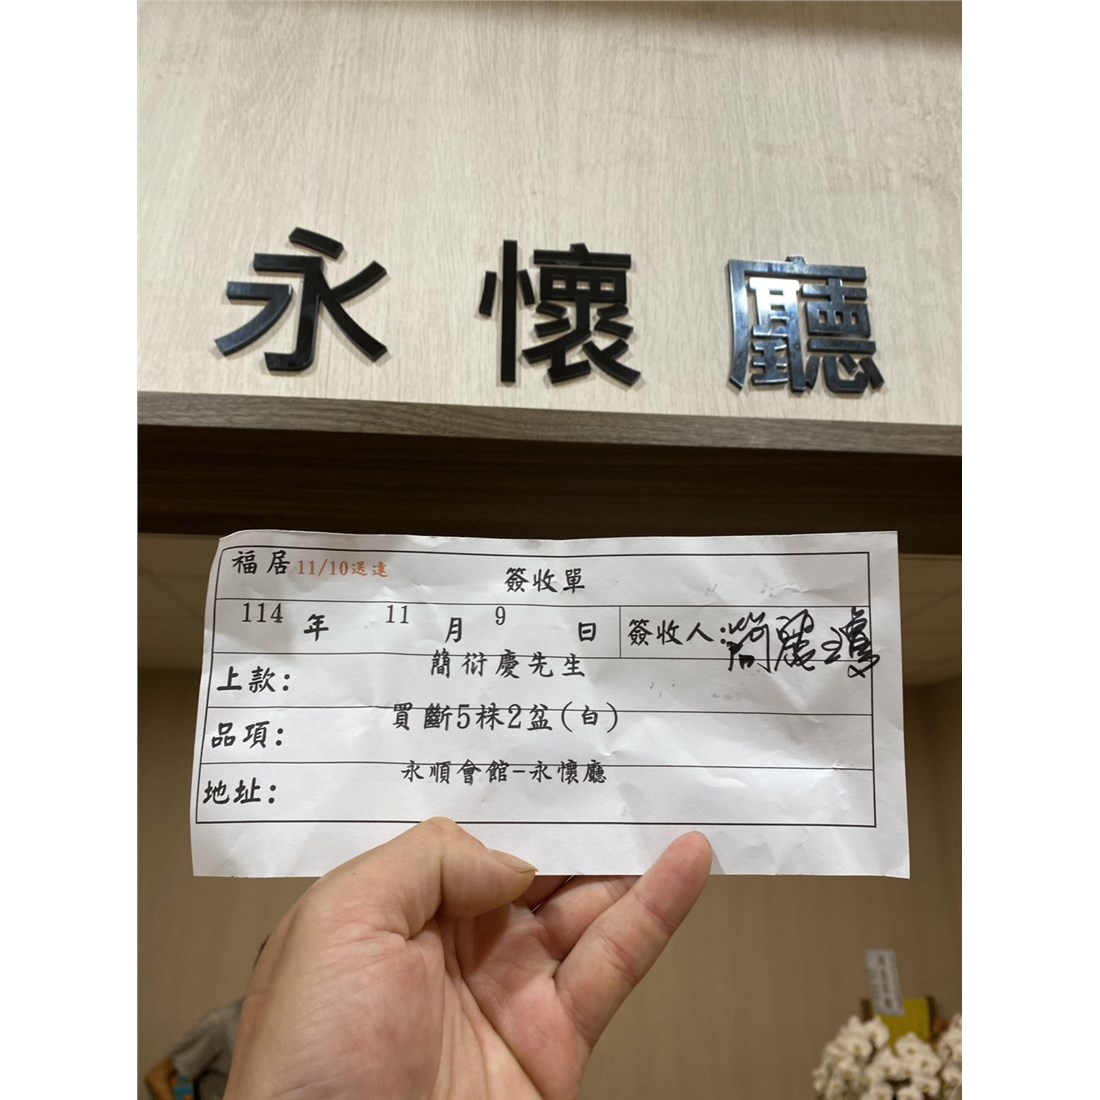 永懷廳
福居 11/10送達
簽收單
114 年 11 月 9 日 簽收人:
上款: 簡衍慶先生
品項: 買斷5株2盆(白)
地址: 永順會館-永懷廳